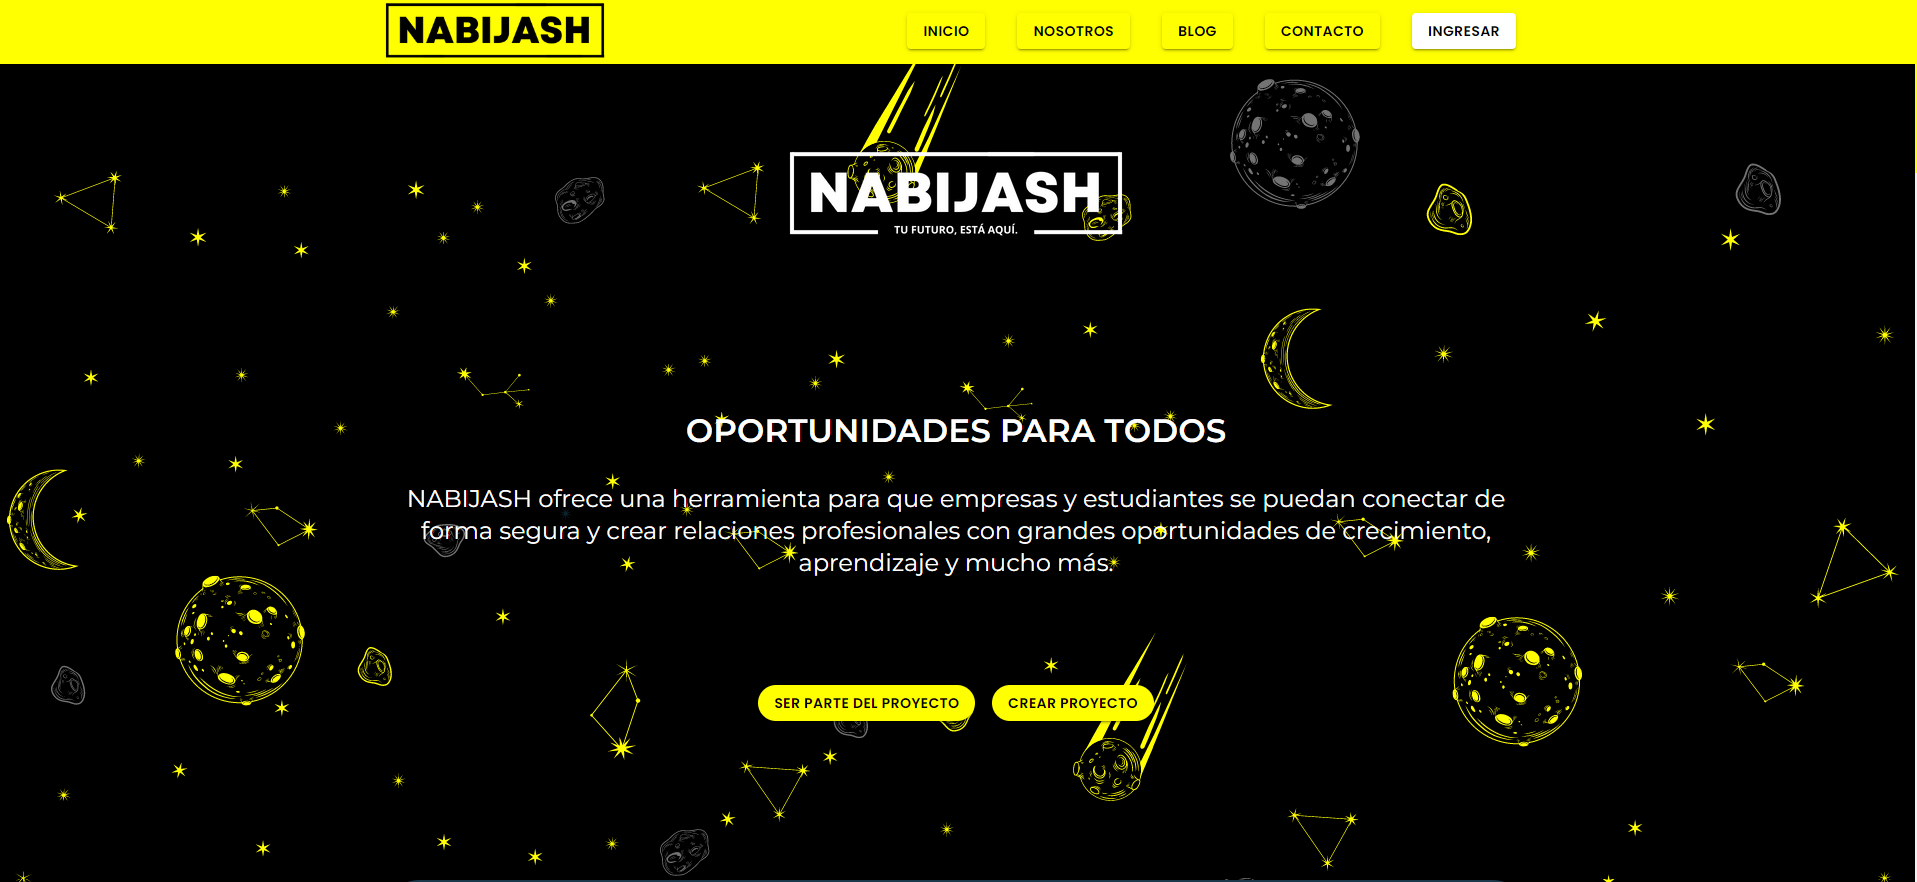 NABIJASH
INICIO
NOSOTROS
BLOG
CONTACTO
INGRESAR
NABIJASH
TU FUTURO, ESTÁ AQUÍ.
OPORTUNIDADES PARA TODOS
NABIJASH ofrece una herramienta para que empresas y estudiantes se puedan conectar de
forma segura y crear relaciones profesionales con grandes oportunidades de crecimiento,
aprendizaje y mucho más.
SER PARTE DEL PROYECTO
CREAR PROYECTO